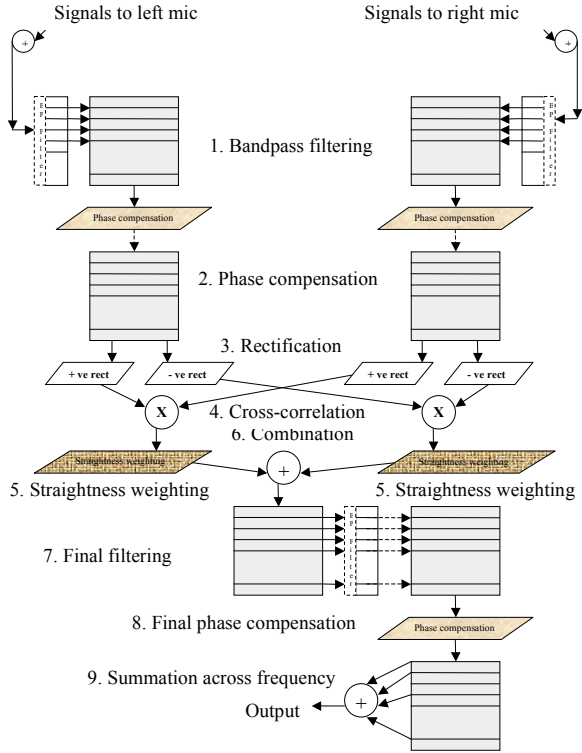 Signals to left mic
Signals to right mic
+
+
1. Bandpass filtering
Phase compensation
Phase compensation
2. Phase compensation
3. Rectification
+ ve rect
- ve rect
+ ve rect
- ve rect
X
4. Cross-correlation
X
6. Combination
Straightness weighting
+
Straightness weighting
5. Straightness weighting
5. Straightness weighting
7. Final filtering
8. Final phase compensation
Phase compensation
9. Summation across frequency
+
Output